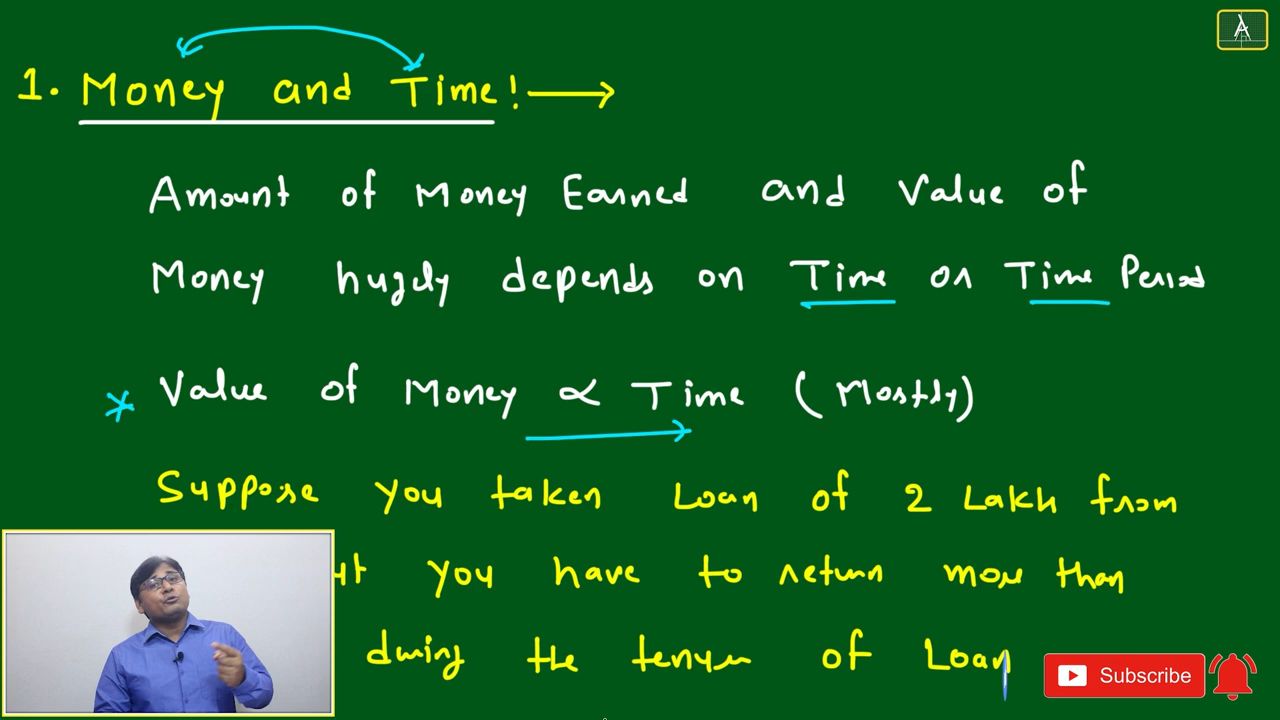 1. Money and Time!
Amount of Money Earned and Value of
Money hugely depends on Time or Time Period
* Value of Money ∝ Time (Mostly)
Suppose you taken Loan of 2 Lakh from
you have to return more than
during the tenure of Loan
Subscribe